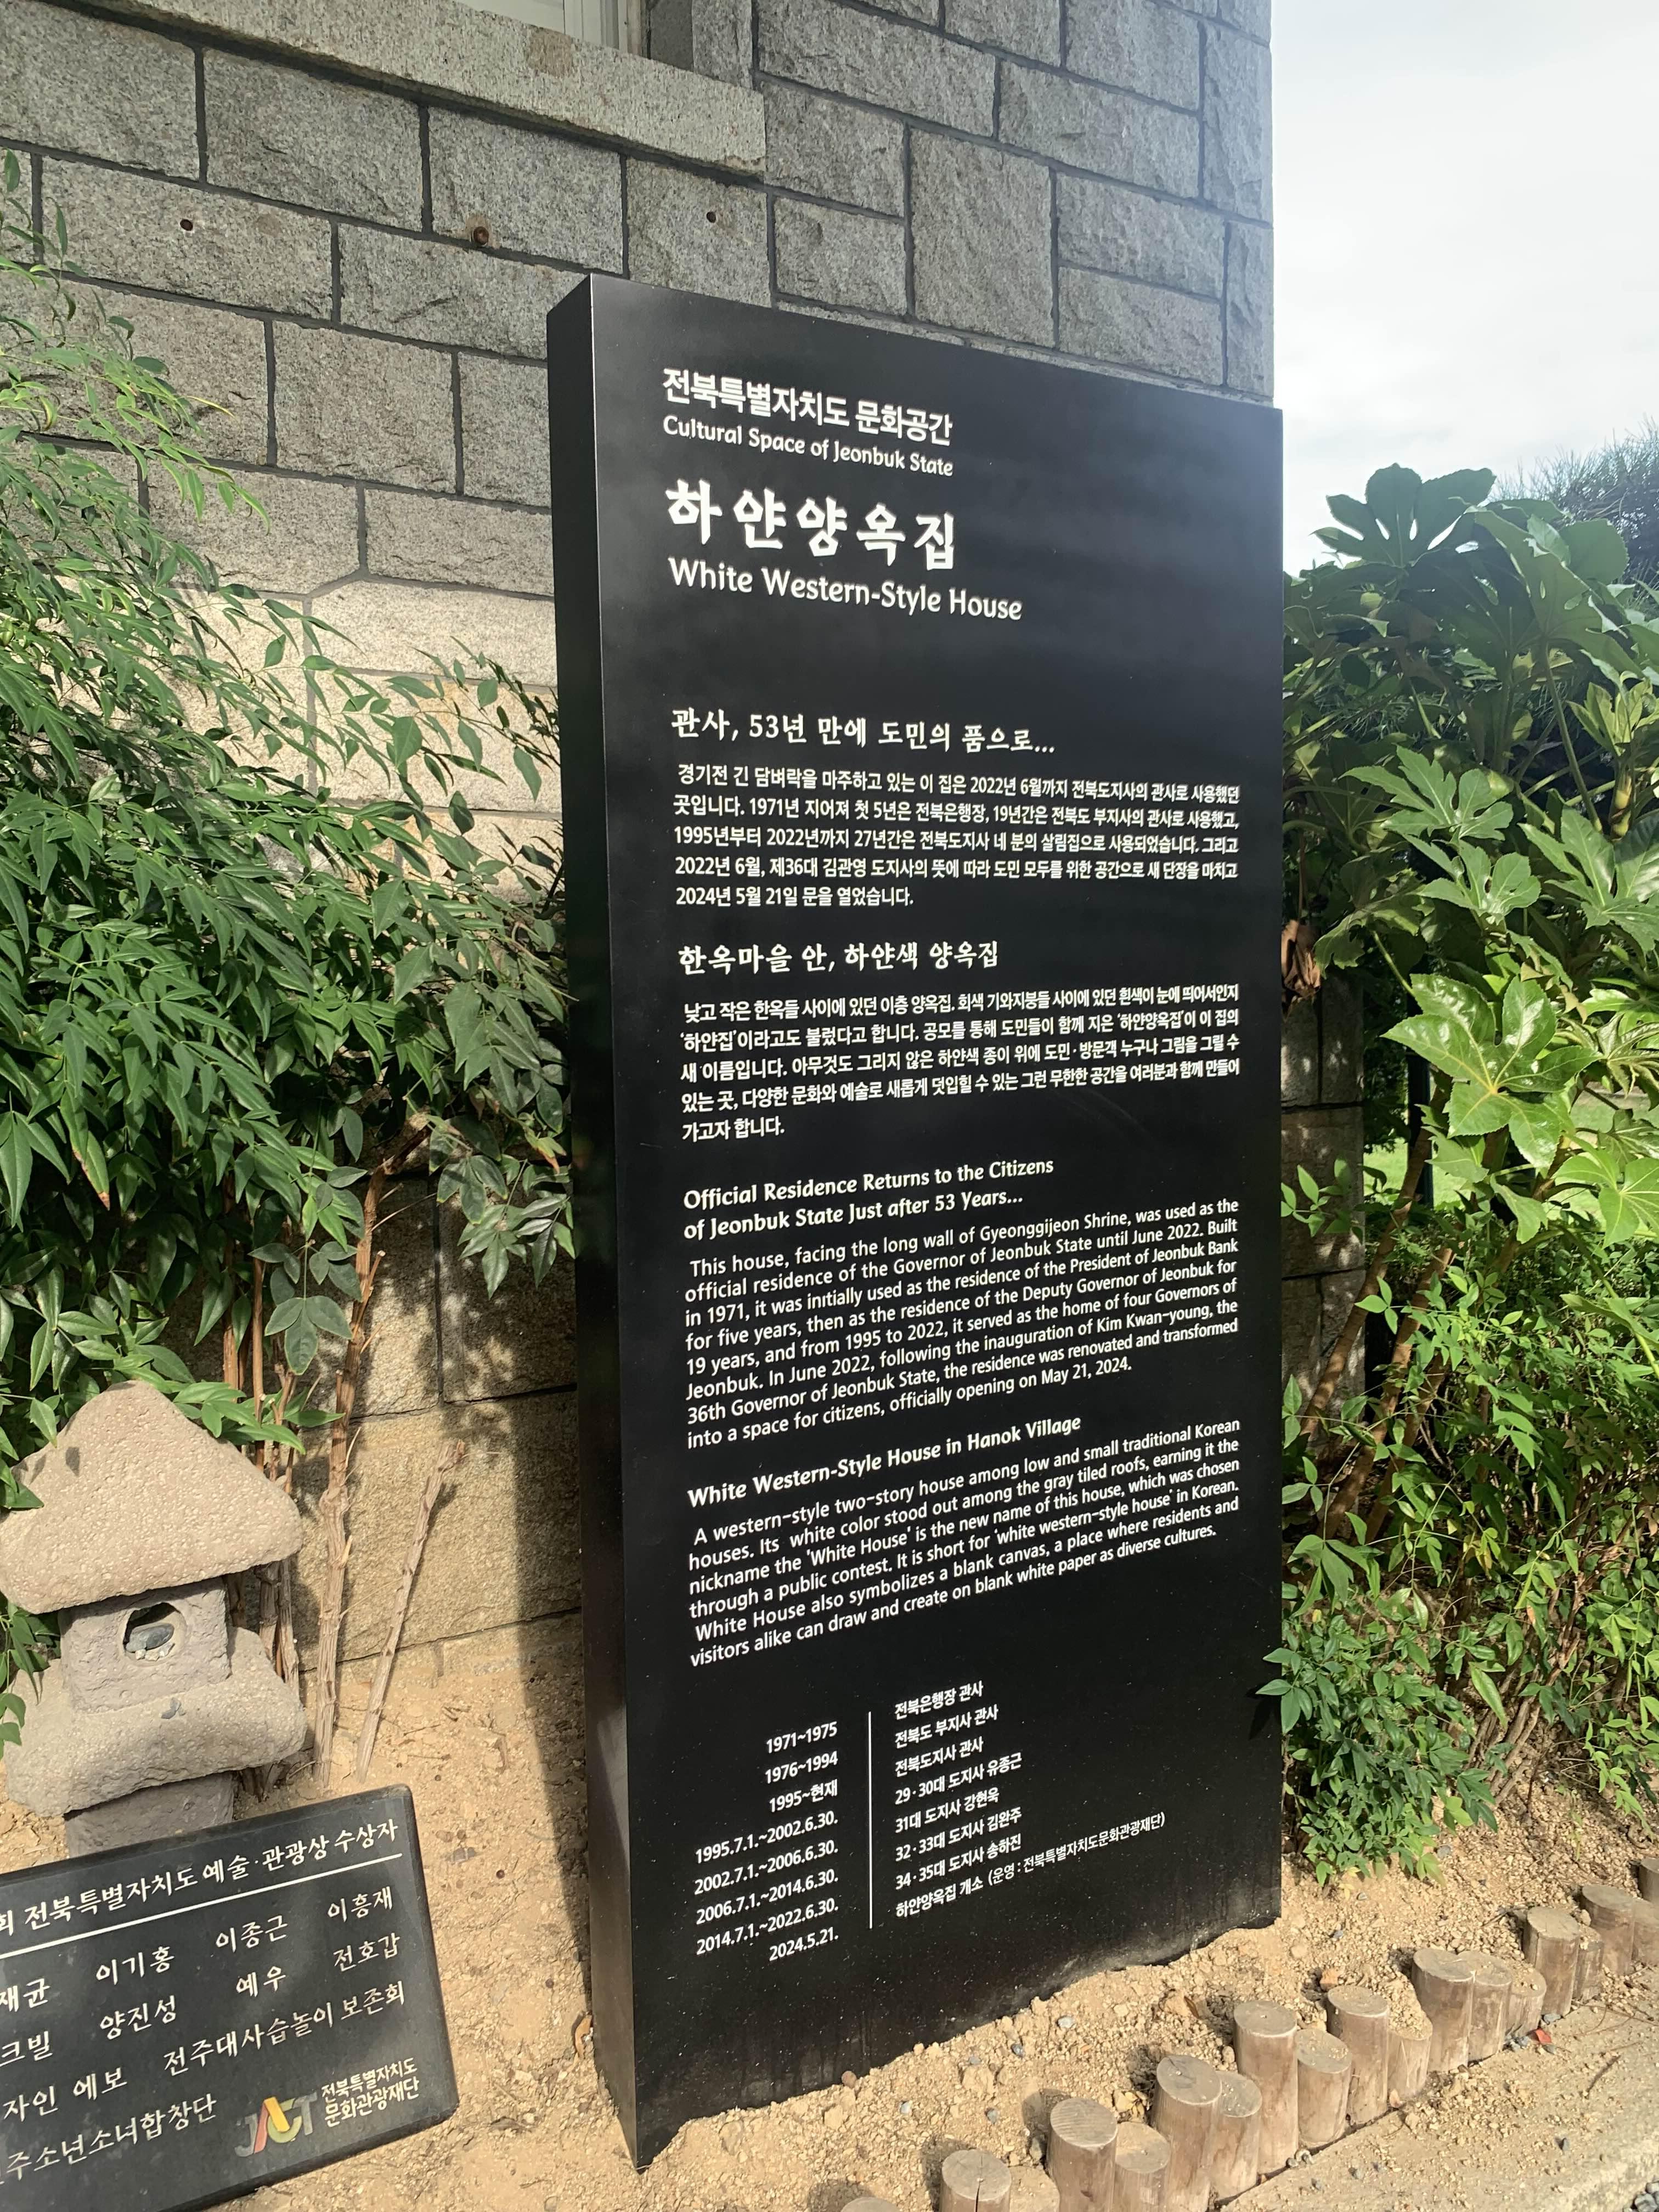 전북특별자치도 문화공간
Cultural Space of Jeonbuk State
하얀양옥집
White Western-Style House
관사, 53년 만에 도민의 품으로...
경기전 긴 담벼락을 마주하고 있는 이 집은 2022년 6월까지 전북도지사의 관사로 사용했던
곳입니다. 1971년 지어져 첫 5년은 전북은행장, 19년간은 전북도 부지사의 관사로 사용했고,
1995년부터 2022년까지 27년간은 전북도지사 네 분의 살림집으로 사용되었습니다. 그리고
2022년 6월, 제36대 김관영 도지사의 뜻에 따라 도민 모두를 위한 공간으로 새 단장을 마치고
2024년 5월 21일 문을 열었습니다.
한옥마을 안, 하얀색 양옥집
낮고 작은 한옥들 사이에 있던 이층 양옥집. 회색 기와지붕들 사이에 있던 흰색이 눈에 띄어서인지
'하얀집'이라고도 불렀다고 합니다. 공모를 통해 도민들이 함께 지은 '하얀양옥집'이 이 집의
새 이름입니다. 아무것도 그리지 않은 하얀색 종이 위에 도민·방문객 누구나 그림을 그릴 수
있는 곳, 다양한 문화와 예술로 새롭게 덧입힐 수 있는 그런 무한한 공간을 여러분과 함께 만들어
가고자 합니다.
Official Residence Returns to the Citizens
of Jeonbuk State Just after 53 Years...
This house, facing the long wall of Gyeonggijeon Shrine, was used as the
official residence of the Governor of Jeonbuk State until June 2022. Built
in 1971, it was initially used as the residence of the President of Jeonbuk Bank
for five years, then as the residence of the Deputy Governor of Jeonbuk for
19 years, and from 1995 to 2022, it served as the home of four Governors of
Jeonbuk. In June 2022, following the inauguration of Kim Kwan-young, the
36th Governor of Jeonbuk State, the residence was renovated and transformed
into a space for citizens, officially opening on May 21, 2024.
White Western-Style House in Hanok Village
A western-style two-story house among low and small traditional Korean
houses. Its white color stood out among the gray tiled roofs, earning it the
nickname the 'White House' is the new name of this house, which was chosen
through a public contest. It is short for 'white western-style house' in Korean.
White House also symbolizes a blank canvas, a place where residents and
visitors alike can draw and create on blank white paper as diverse cultures.
1971~1975 전북은행장 관사
1976~1994 전북도 부지사 관사
1995~현재 전북도지사 관사
1995.7.1.~2002.6.30. 29·30대 도지사 유종근
2002.7.1.~2006.6.30. 31대 도지사 강현욱
2006.7.1.~2014.6.30. 32·33대 도지사 김완주
2014.7.1.~2022.6.30. 34·35대 도지사 송하진
2024.5.21. 하얀양옥집 개소 (운영 : 전북특별자치도문화관광재단)
회 전북특별자치도 예술·관광상 수상자
재균 이기홍 이종근 이흥재
크빌 양진성 예우 전호갑
자인 에보 전주대사습놀이 보존회
주소년소녀합창단
JACT 전북특별자치도
문화관광재단